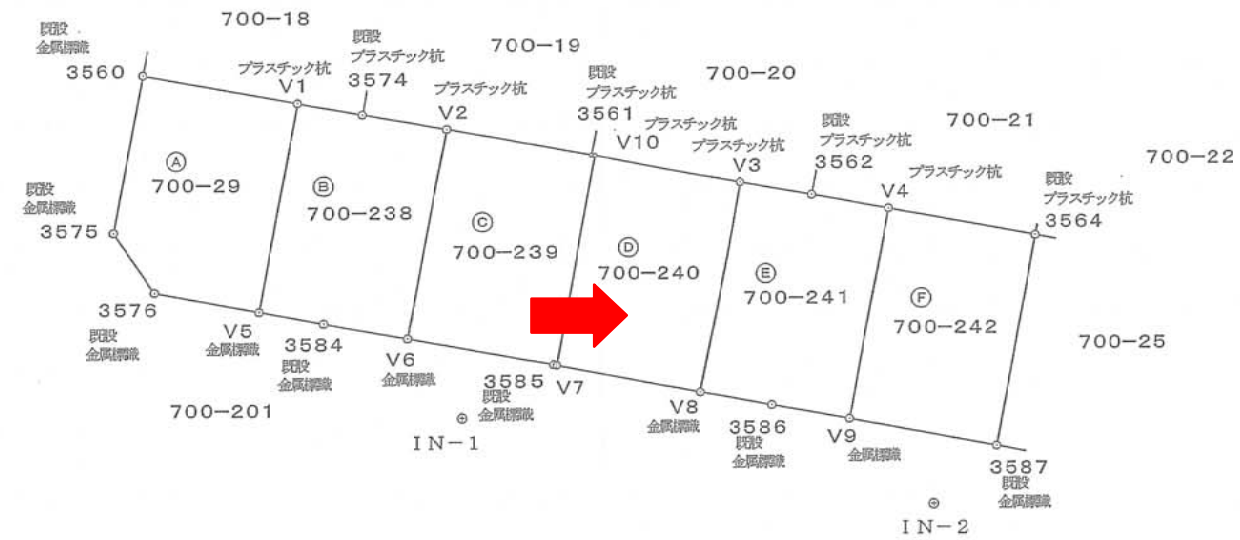 700-18
既設
金属標識
3560
プラスチック杭
V1
既設
プラスチック杭
3574
700-19
プラスチック杭
V2
既設
プラスチック杭
3561
700-20
プラスチック杭
V10
プラスチック杭
V3
既設
プラスチック杭
3562
700-21
プラスチック杭
V4
700-22
既設
プラスチック杭
3564
Ⓐ
700-29
Ⓑ
700-238
Ⓒ
700-239
Ⓓ
700-240
Ⓔ
700-241
Ⓕ
700-242
700-25
既設
金属標識
3575
3576
既設
金属標識
V5
金属標識
3584
既設
金属標識
V6
金属標識
3585
既設
金属標識
V7
V8
金属標識
3586
既設
金属標識
V9
金属標識
3587
既設
金属標識
700-201
IN-1
IN-2